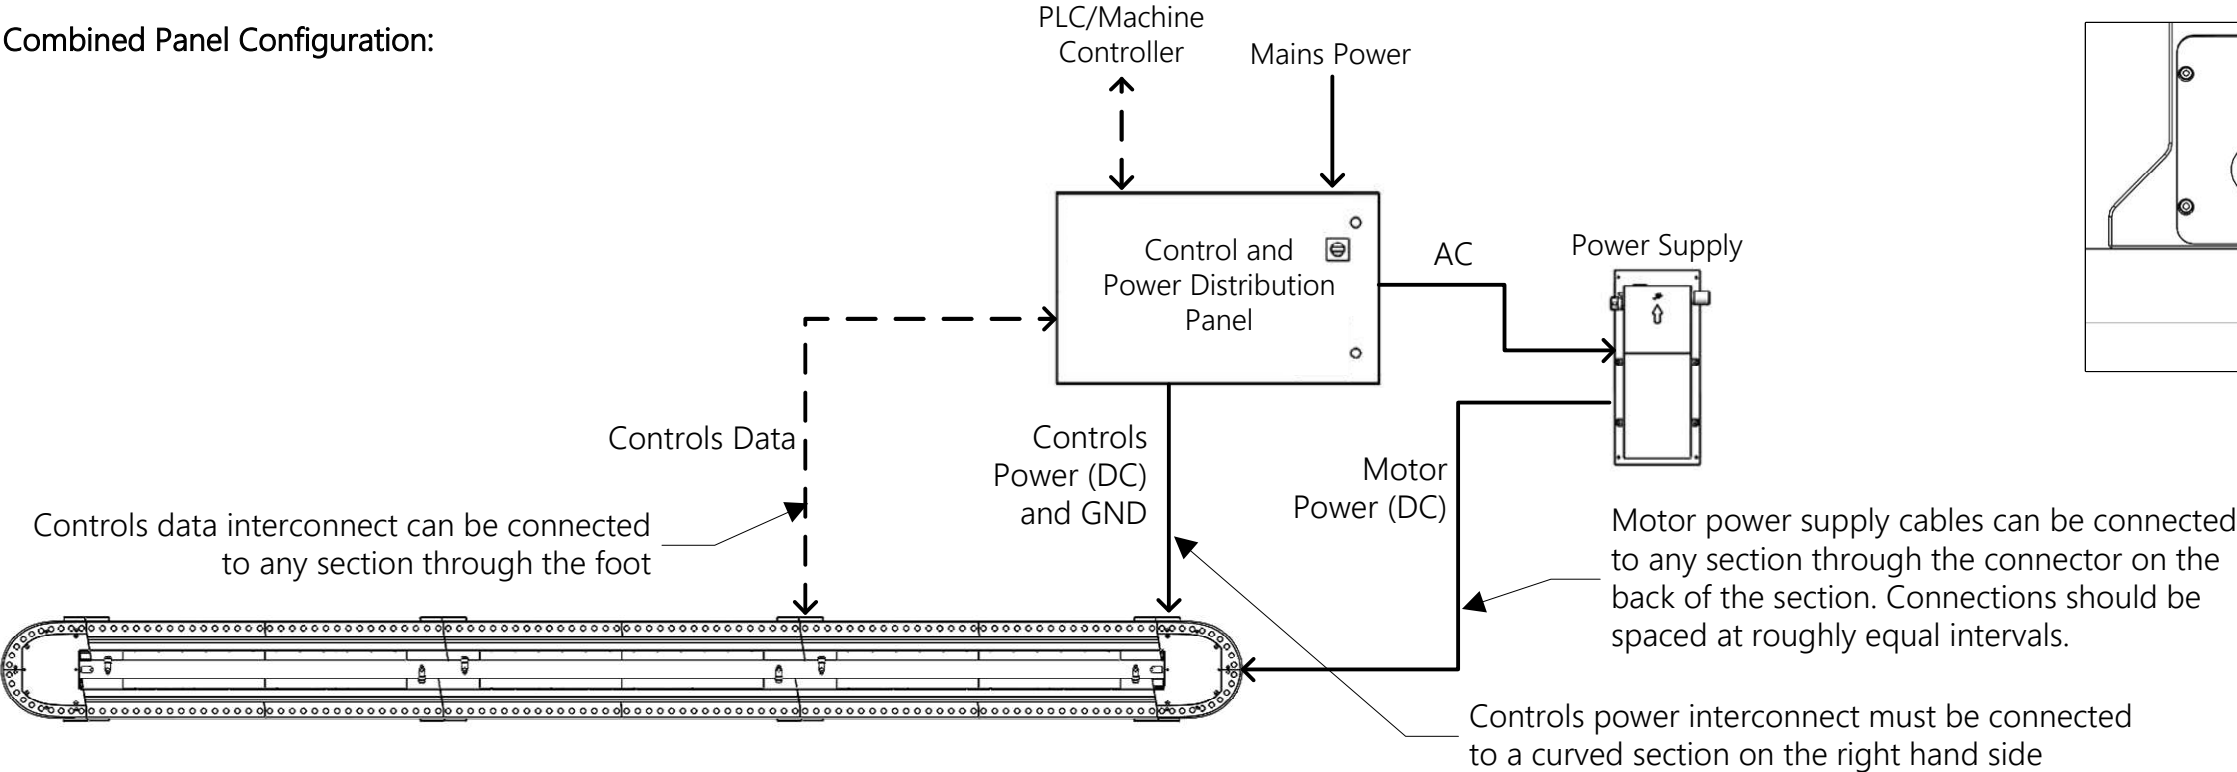 Combined Panel Configuration:
PLC/Machine
Controller
Mains Power
Control and
Power Distribution
Panel
AC
Power Supply
Controls Data
Controls
Power (DC)
and GND
Motor
Power (DC)
Controls data interconnect can be connected
to any section through the foot
Motor power supply cables can be connected
to any section through the connector on the
back of the section. Connections should be
spaced at roughly equal intervals.
Controls power interconnect must be connected
to a curved section on the right hand side